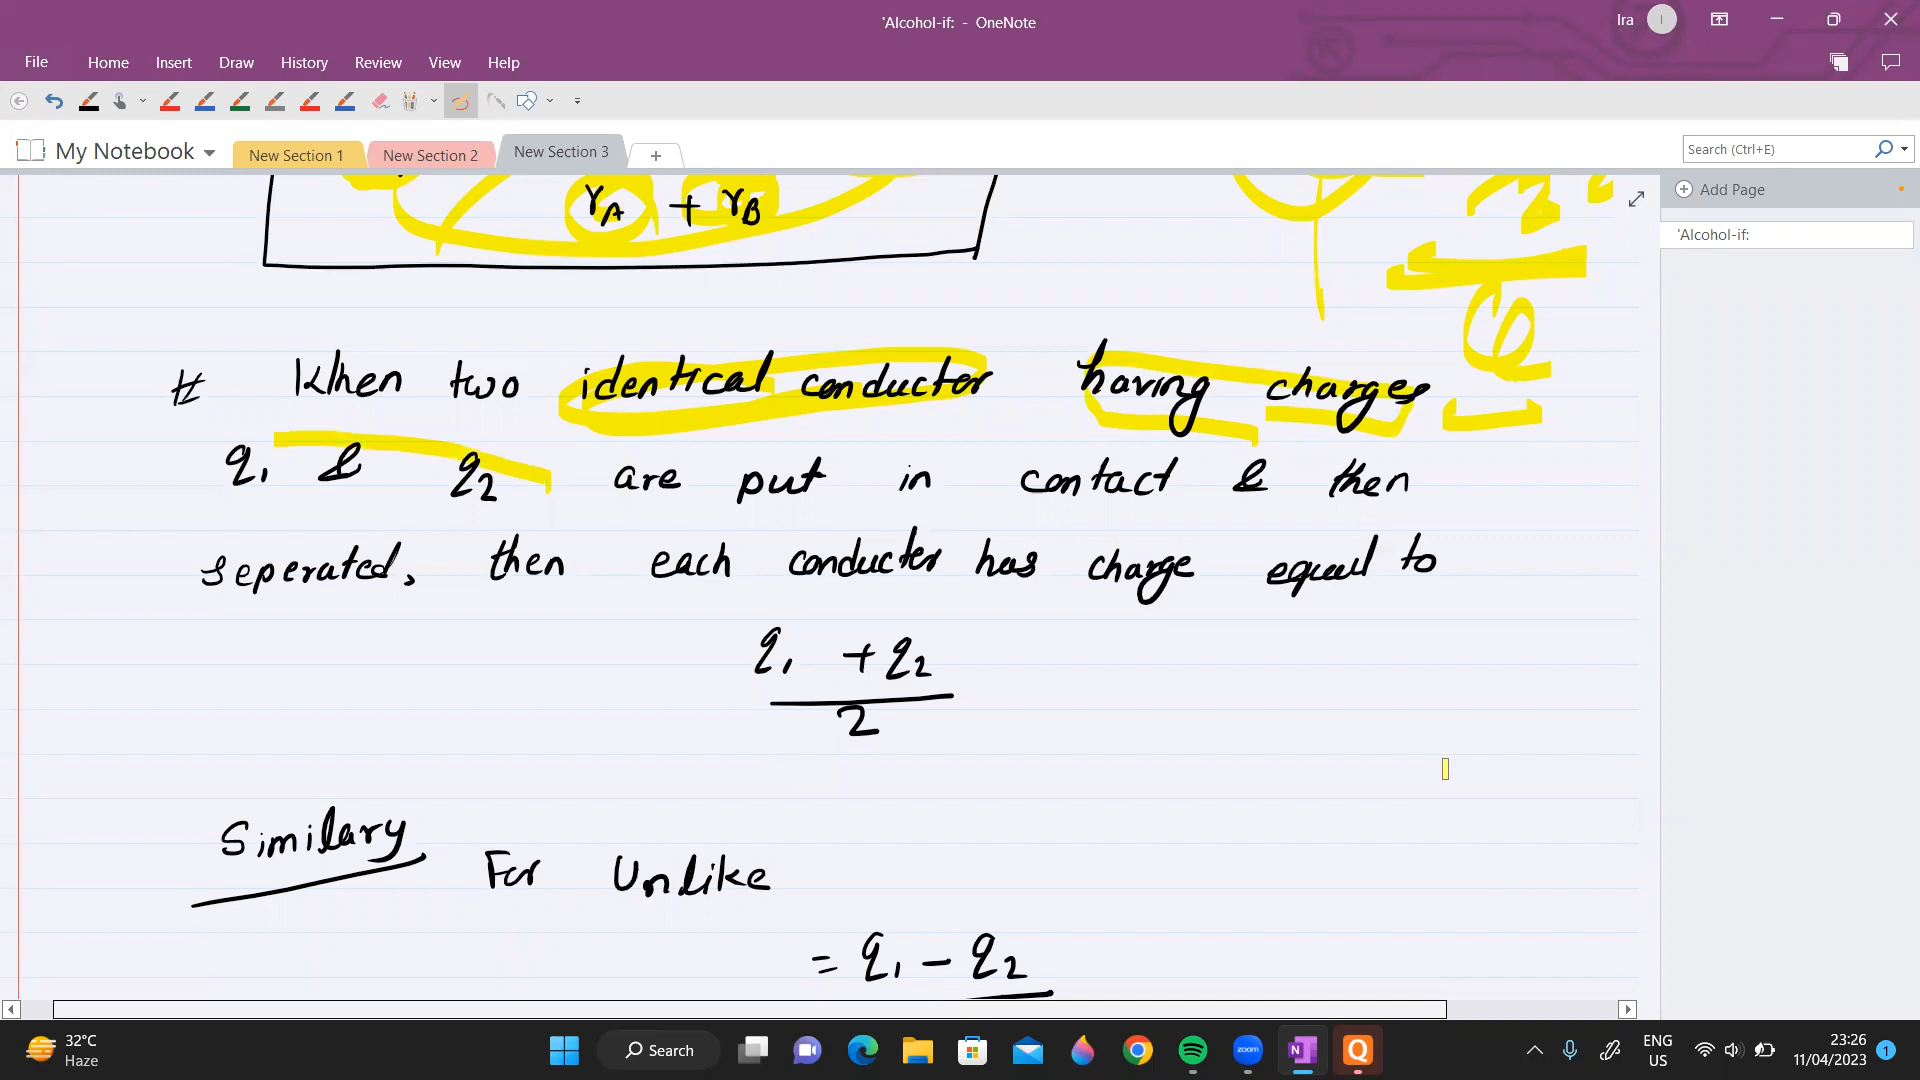 'Alcohol-if: - OneNote
Ira I
File Home Insert Draw History Review View Help
My Notebook New Section 1 New Section 2 New Section 3 +
Search (Ctrl+E)
Add Page
'Alcohol-if:
rA + rB
# When two identical conductor having charges
q1 & q2 are put in contact & then
seperated, then each conductor has charge equal to
q1 + q2
2
Similary For Unlike
= q1 - q2
32°C
Haze
Search
zoom
N
Q
ENG
US
23:26
11/04/2023
1